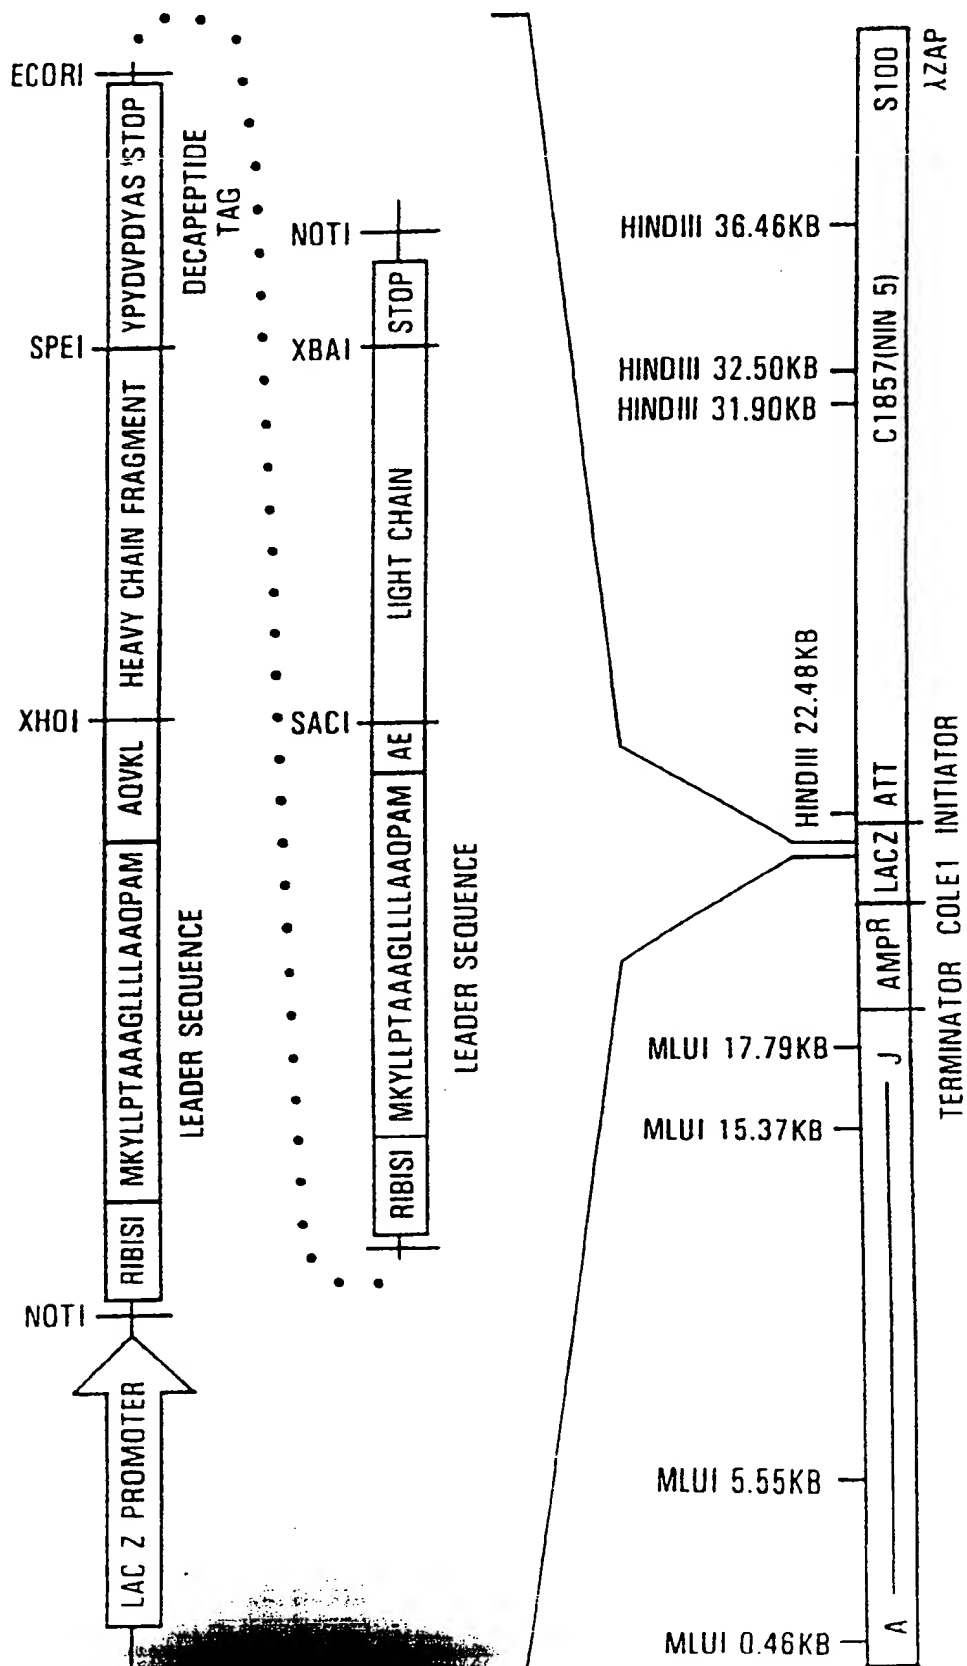 LAC Z PROMOTER
NOTI
RIBISI
MKYLLPTAAAGLLLLAAQPAM
AQVKL
XHOI
HEAVY CHAIN FRAGMENT
SPEI
YPYDVPDYAS STOP
ECORI
LEADER SEQUENCE
DECAPEPTIDE
TAG
RIBISI
MKYLLPTAAAGLLLLAAQPAM
AE
SACI
LIGHT CHAIN
XBAI
STOP
NOTI
LEADER SEQUENCE
MLUI 0.46KB
MLUI 5.55KB
MLUI 15.37KB
MLUI 17.79KB
HINDIII 22.48KB
HINDIII 31.90KB
HINDIII 32.50KB
HINDIII 36.46KB
A
J
AMPR
LACZ
ATT
C1857(NIN 5)
S100
TERMINATOR COLE1 INITIATOR
λZAP